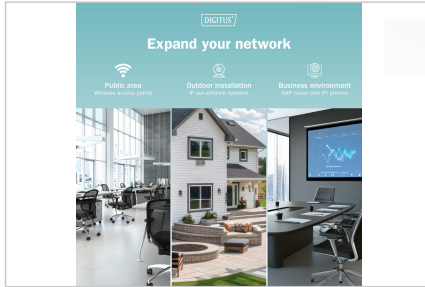 DIGITUS
Expand your network
Public area
Wireless access points
Outdoor installation
IP surveillance systems
Business environment
VoIP (voice over IP) phones